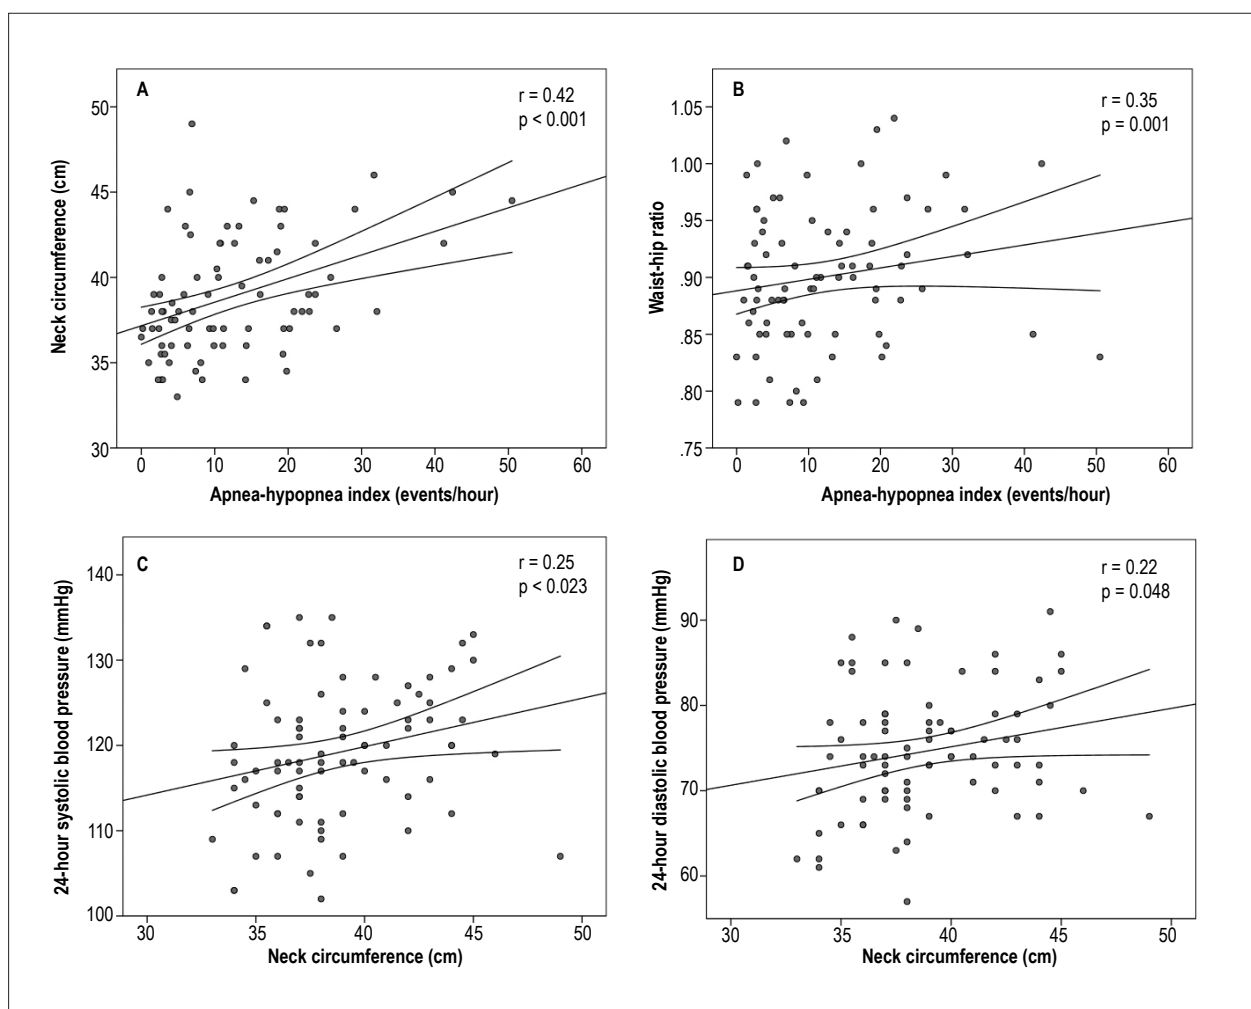 A
r = 0.42
p < 0.001
50
45
40
35
30
Neck circumference (cm)
0 10 20 30 40 50 60
Apnea-hypopnea index (events/hour)
B
r = 0.35
p = 0.001
1.05
1.00
.95
.90
.85
.80
.75
Waist-hip ratio
0 10 20 30 40 50 60
Apnea-hypopnea index (events/hour)
C
r = 0.25
p < 0.023
140
130
120
110
100
24-hour systolic blood pressure (mmHg)
30 35 40 45 50
Neck circumference (cm)
D
r = 0.22
p = 0.048
90
80
70
60
24-hour diastolic blood pressure (mmHg)
30 35 40 45 50
Neck circumference (cm)